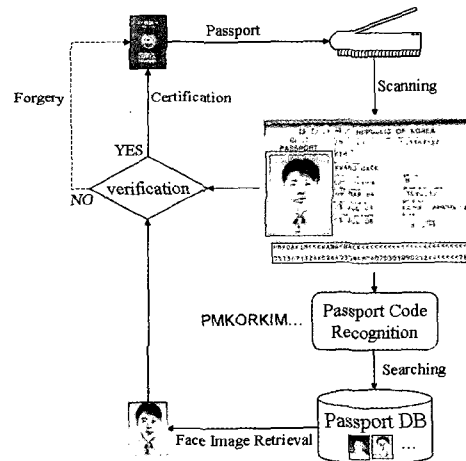 Passport
Forgery
Certification
Scanning
REPUBLIC OF KOREA
PASSPORT
YES
NO
verification
PMKORKIM...
Passport Code
Recognition
Searching
Passport DB
...
Face Image Retrieval